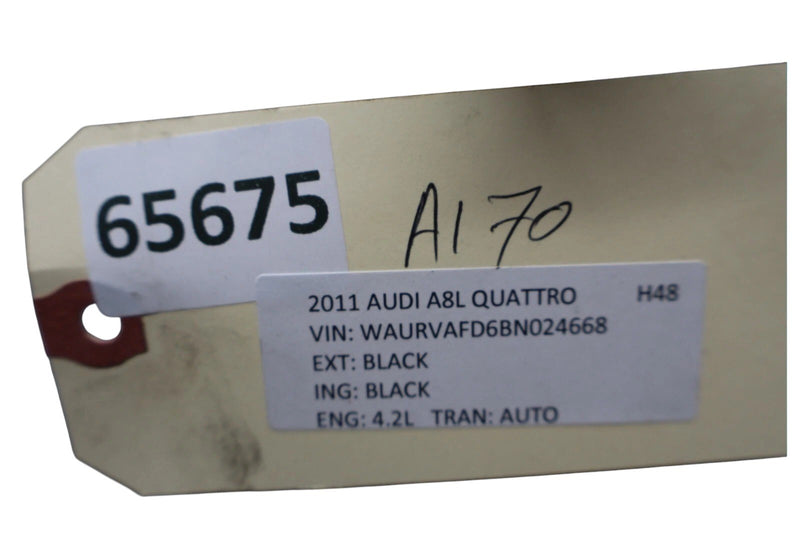 65675
A170
2011 AUDI A8L QUATTRO H48
VIN: WAURVAFD6BN024668
EXT: BLACK
ING: BLACK
ENG: 4.2L TRAN: AUTO